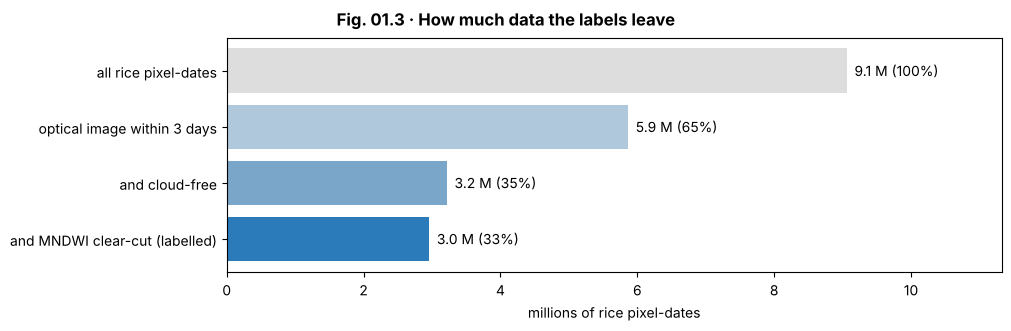 Fig. 01.3 · How much data the labels leave
all rice pixel-dates
9.1 M (100%)
optical image within 3 days
5.9 M (65%)
and cloud-free
3.2 M (35%)
and MNDWI clear-cut (labelled)
3.0 M (33%)
0 2 4 6 8 10
millions of rice pixel-dates